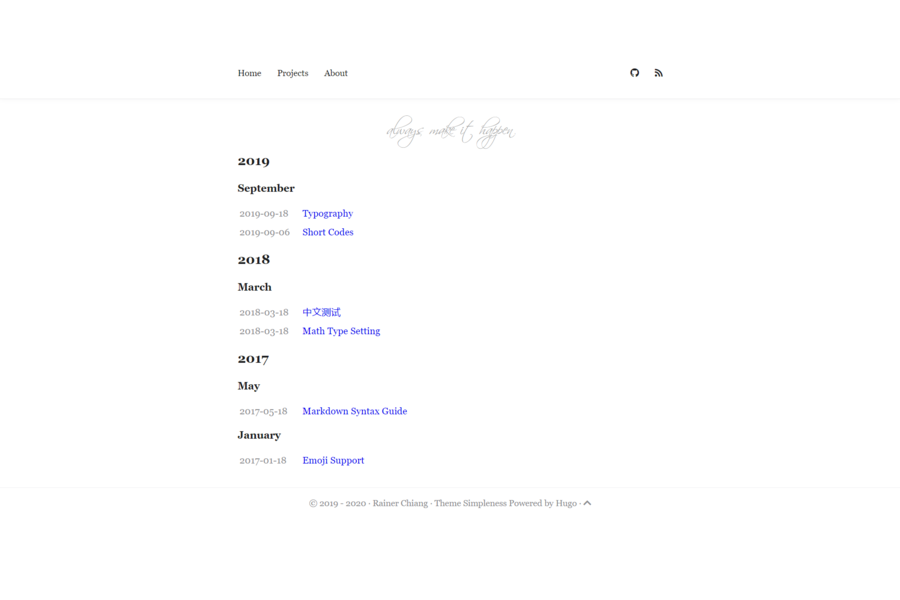 Home Projects About
always make it happen
2019
September
2019-09-18 Typography
2019-09-06 Short Codes
2018
March
2018-03-18 中文测试
2018-03-18 Math Type Setting
2017
May
2017-05-18 Markdown Syntax Guide
January
2017-01-18 Emoji Support
© 2019 - 2020 · Rainer Chiang · Theme Simpleness Powered by Hugo ·